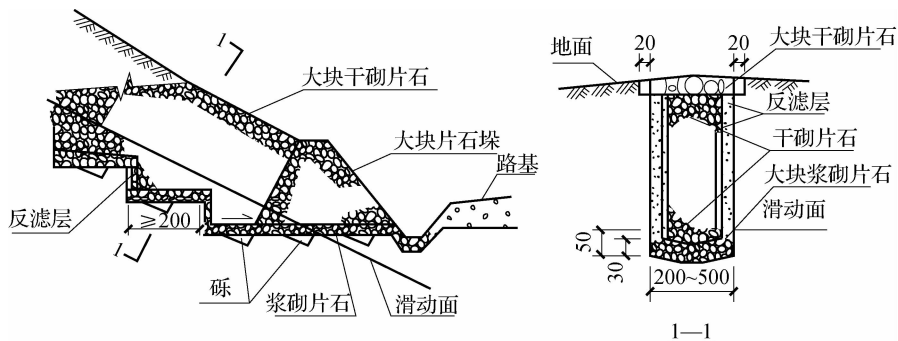 1
大块干砌片石
大块片石垛
路基
反滤层
≥200
1
砾
浆砌片石
滑动面
地面
20
20
大块干砌片石
反滤层
干砌片石
大块浆砌片石
滑动面
50
30
200~500
1—1